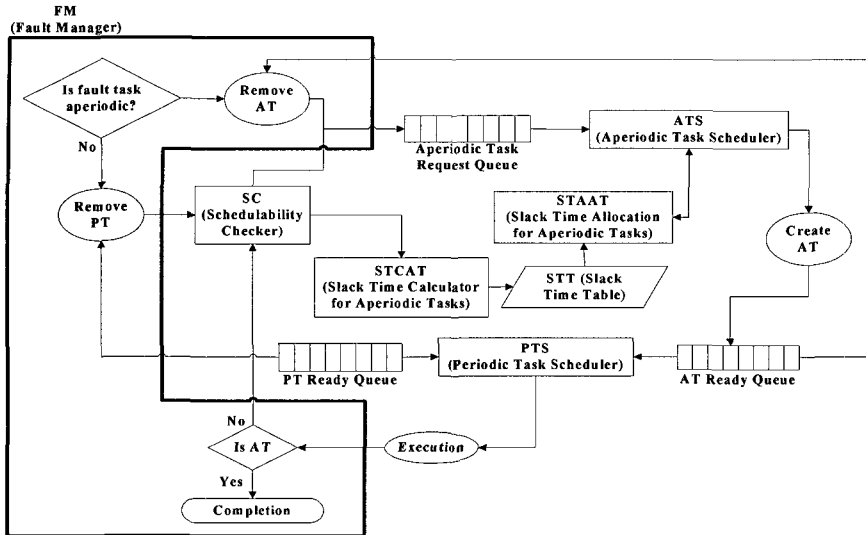 FM
(Fault Manager)
Is fault task
aperiodic?
Remove
AT
Aperiodic Task
Request Queue
ATS
(Aperiodic Task Scheduler)
No
Remove
PT
SC
(Schedulability
Checker)
STAAT
(Slack Time Allocation
for Aperiodic Tasks)
Create
AT
STCAT
(Slack Time Calculator
for Aperiodic Tasks)
STT (Slack
Time Table)
PT Ready Queue
PTS
(Periodic Task Scheduler)
AT Ready Queue
No
Is AT
Execution
Yes
Completion